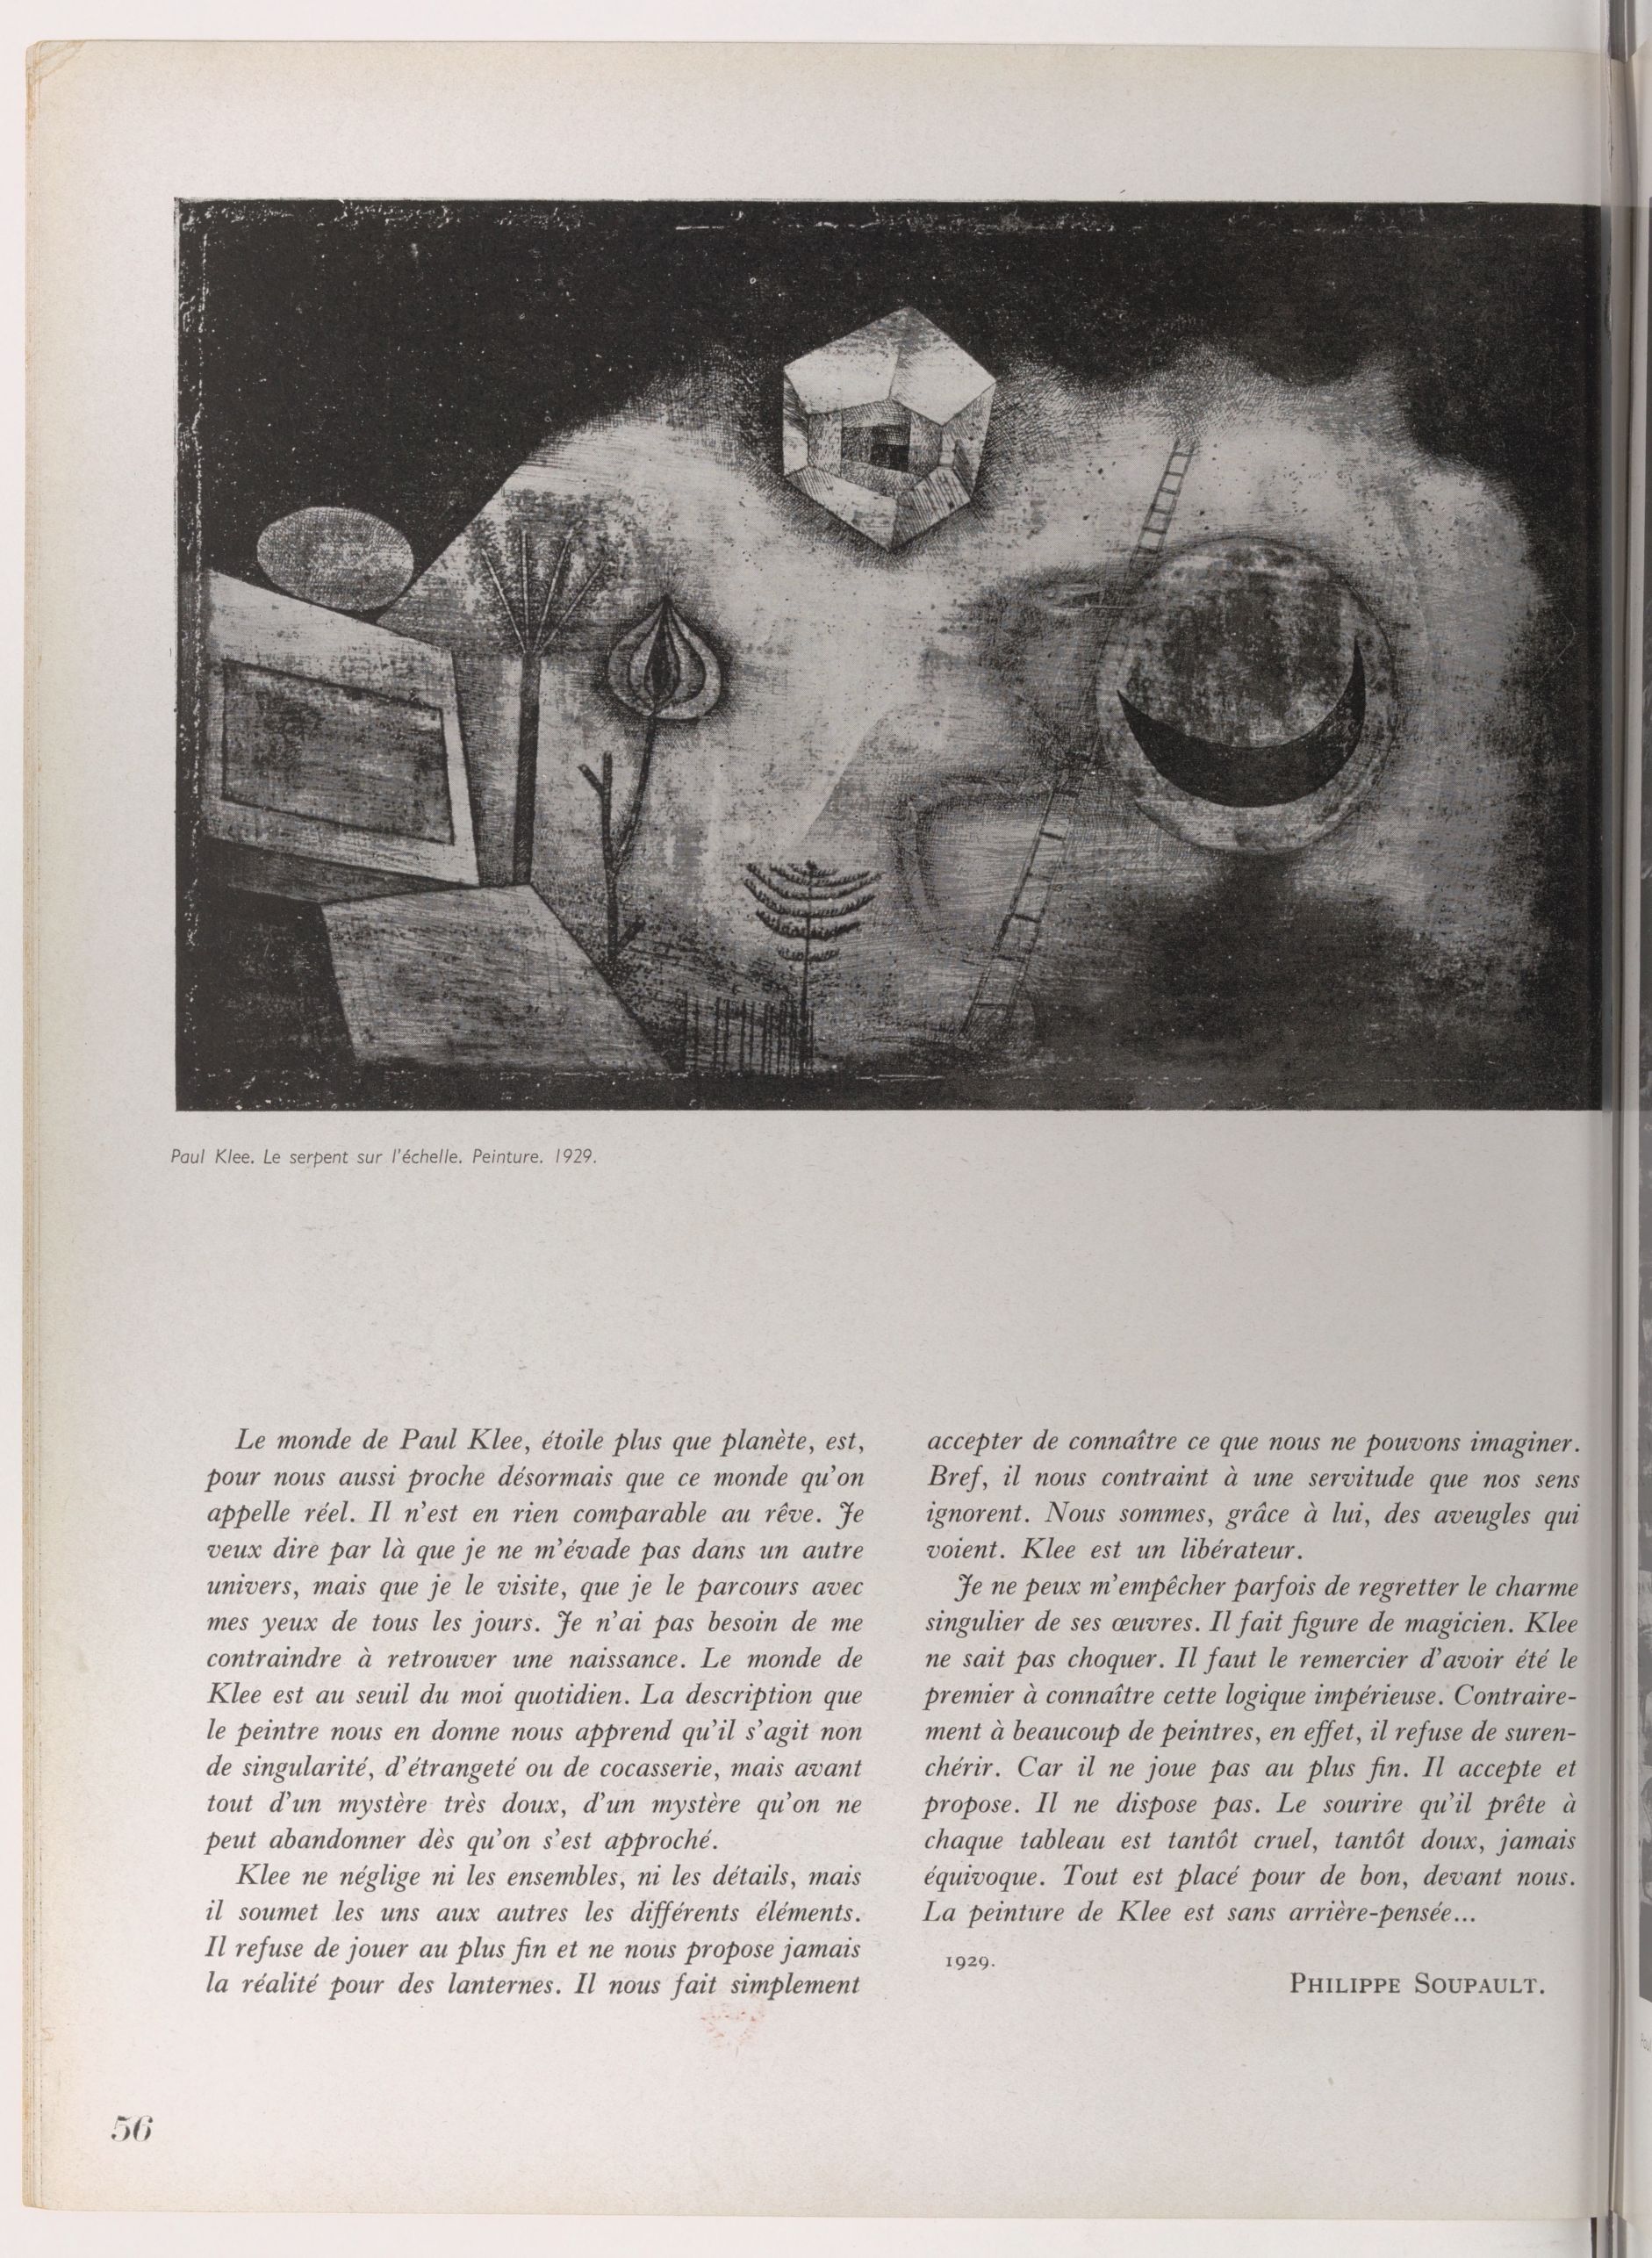 Paul Klee. Le serpent sur l'échelle. Peinture. 1929.
Le monde de Paul Klee, étoile plus que planète, est,
pour nous aussi proche désormais que ce monde qu'on
appelle réel. Il n'est en rien comparable au rêve. Je
veux dire par là que je ne m'évade pas dans un autre
univers, mais que je le visite, que je le parcours avec
mes yeux de tous les jours. Je n'ai pas besoin de me
contraindre à retrouver une naissance. Le monde de
Klee est au seuil du moi quotidien. La description que
le peintre nous en donne nous apprend qu'il s'agit non
de singularité, d'étrangeté ou de cocasserie, mais avant
tout d'un mystère très doux, d'un mystère qu'on ne
peut abandonner dès qu'on s'est approché.
Klee ne néglige ni les ensembles, ni les détails, mais
il soumet les uns aux autres les différents éléments.
Il refuse de jouer au plus fin et ne nous propose jamais
la réalité pour des lanternes. Il nous fait simplement
accepter de connaître ce que nous ne pouvons imaginer.
Bref, il nous contraint à une servitude que nos sens
ignorent. Nous sommes, grâce à lui, des aveugles qui
voient. Klee est un libérateur.
Je ne peux m'empêcher parfois de regretter le charme
singulier de ses œuvres. Il fait figure de magicien. Klee
ne sait pas choquer. Il faut le remercier d'avoir été le
premier à connaître cette logique impérieuse. Contraire-
ment à beaucoup de peintres, en effet, il refuse de suren-
chérir. Car il ne joue pas au plus fin. Il accepte et
propose. Il ne dispose pas. Le sourire qu'il prête à
chaque tableau est tantôt cruel, tantôt doux, jamais
équivoque. Tout est placé pour de bon, devant nous.
La peinture de Klee est sans arrière-pensée...
1929.
PHILIPPE SOUPAULT.
56